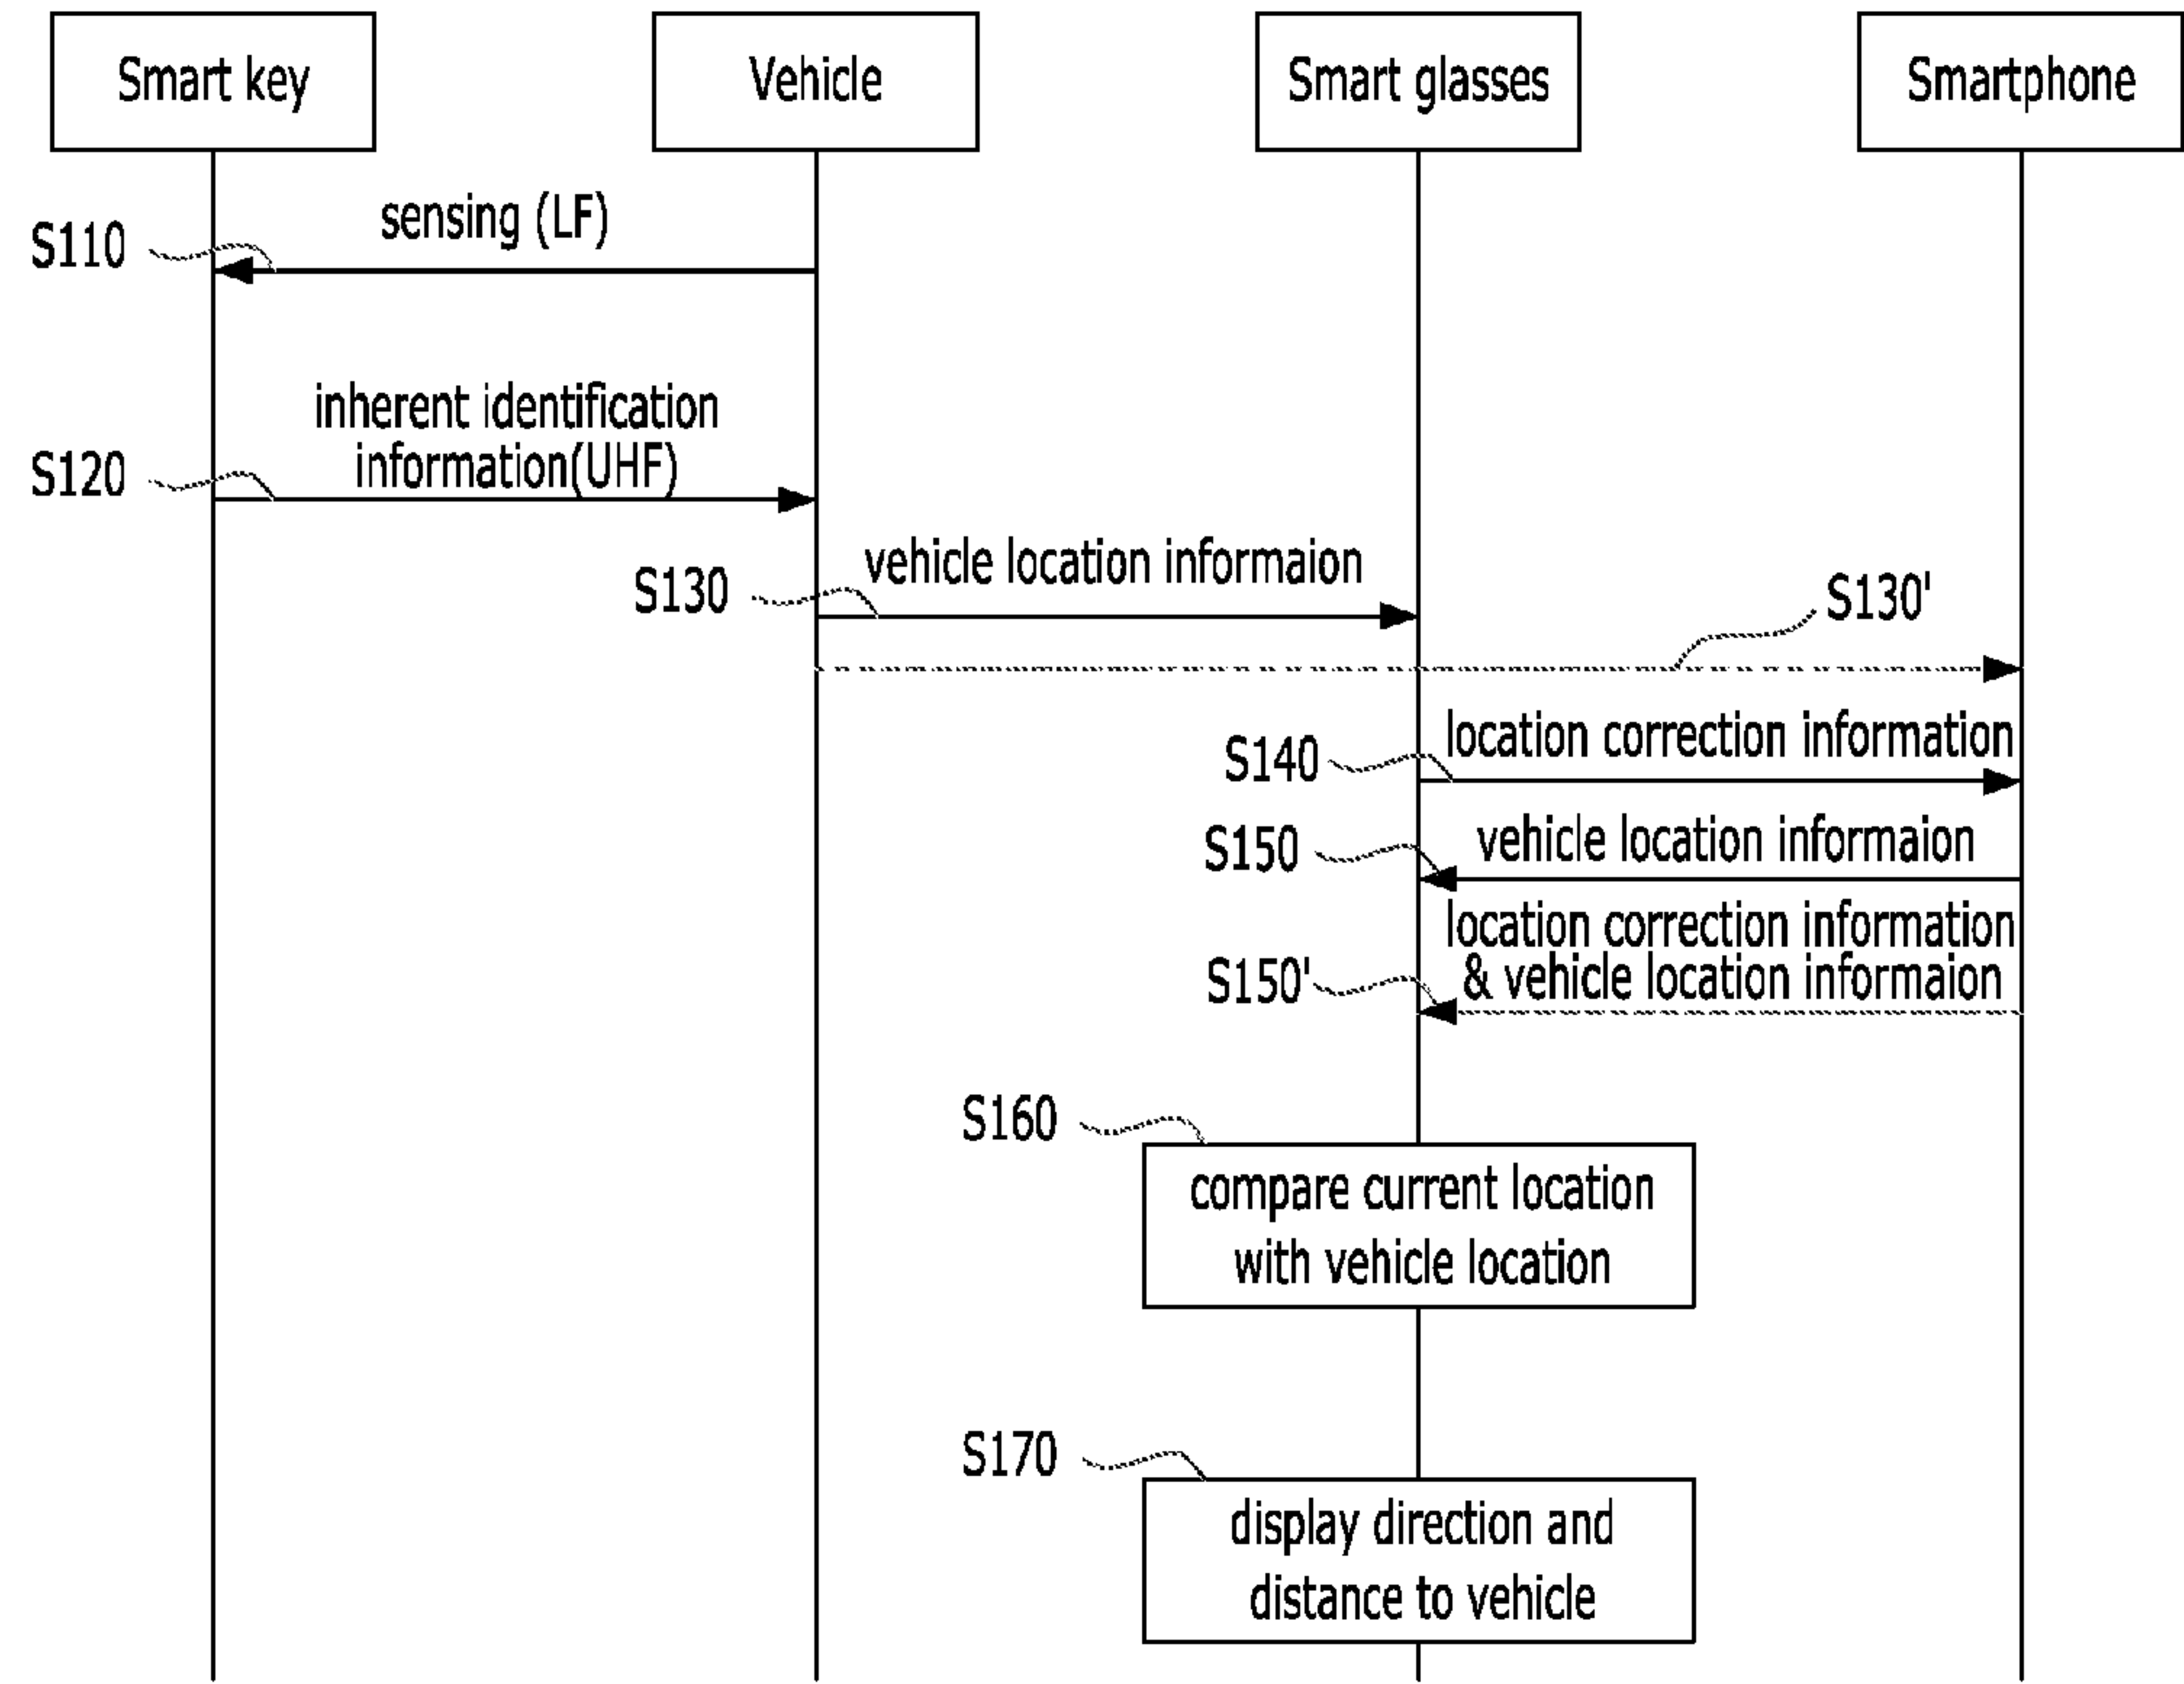 Smart key
Vehicle
Smart glasses
Smartphone
S110
sensing (LF)
S120
inherent identification
information(UHF)
S130
vehicle location informaion
S130'
S140
location correction information
S150
vehicle location informaion
S150'
location correction information
& vehicle location informaion
S160
compare current location
with vehicle location
S170
display direction and
distance to vehicle